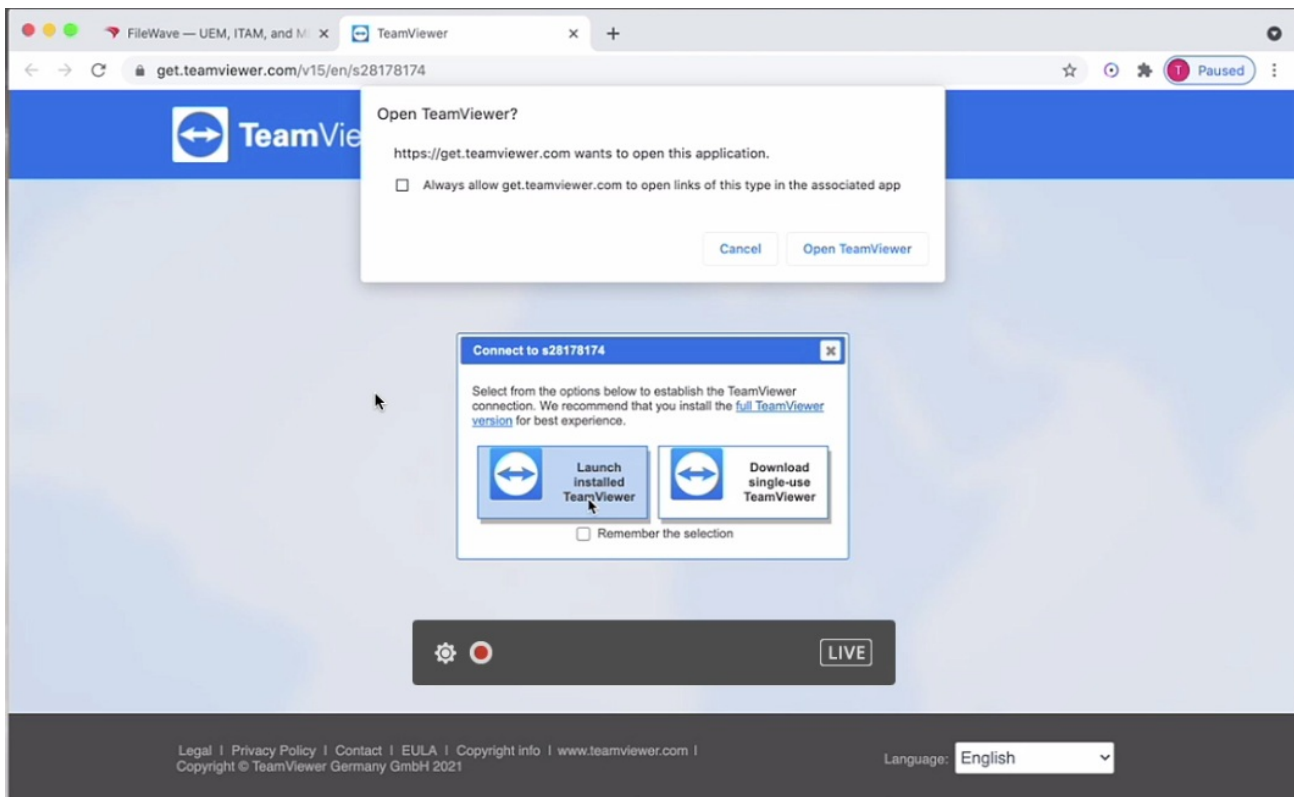 FileWave — UEM, ITAM, and M
TeamViewer
get.teamviewer.com/v15/en/s28178174
T Paused
TeamVie
Open TeamViewer?
https://get.teamviewer.com wants to open this application.
Always allow get.teamviewer.com to open links of this type in the associated app
Cancel Open TeamViewer
Connect to s28178174
Select from the options below to establish the TeamViewer
connection. We recommend that you install the full TeamViewer
version for best experience.
Launch
installed
TeamViewer
Download
single-use
TeamViewer
Remember the selection
LIVE
Legal | Privacy Policy | Contact | EULA | Copyright info | www.teamviewer.com |
Copyright © TeamViewer Germany GmbH 2021
Language: English